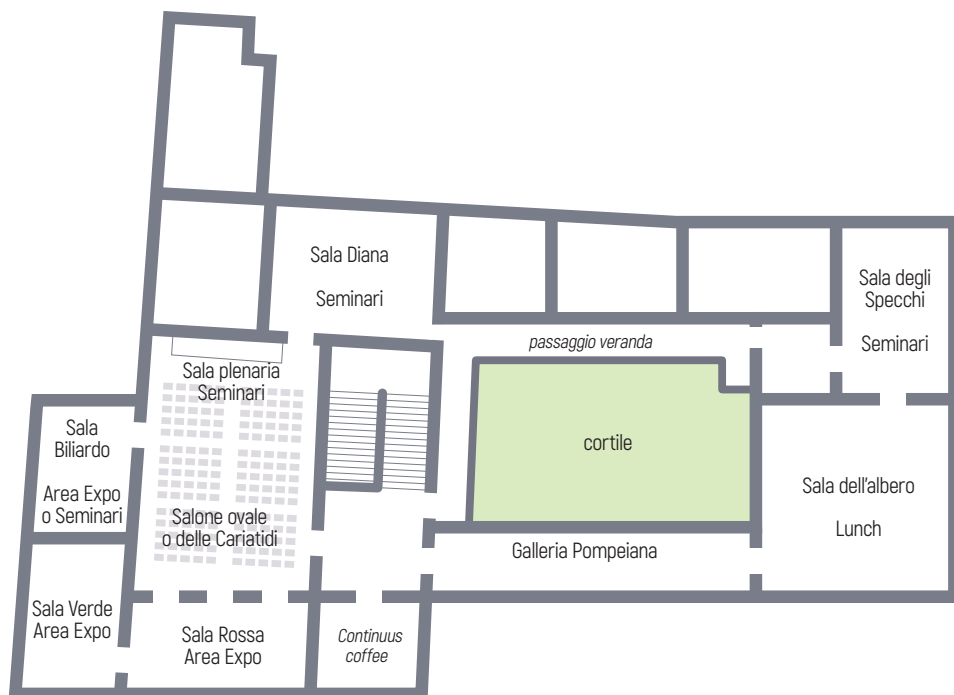 Sala Diana
Seminari
Sala degli
Specchi
Seminari
passaggio veranda
Sala plenaria
Seminari
Sala
Biliardo
Area Expo
o Seminari
cortile
Salone ovale
o delle Cariatidi
Sala dell'albero
Lunch
Galleria Pompeiana
Sala Verde
Area Expo
Sala Rossa
Area Expo
Continuus
coffee